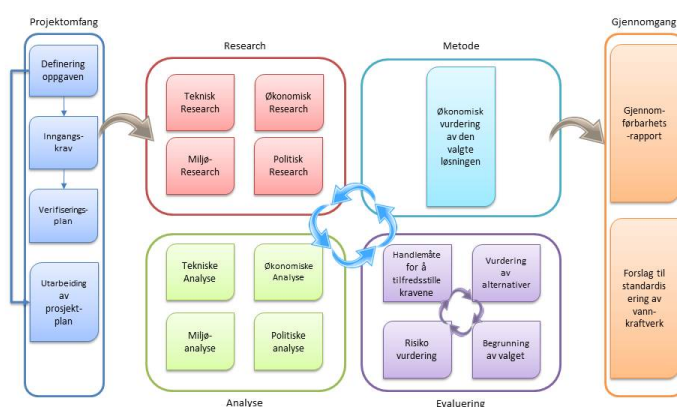 Projektomfang
Definering
oppgaven
Inngangs-
krav
Verifiserings-
plan
Utarbeiding
av
prosjekt-
plan
Research
Teknisk
Research
Økonomisk
Research
Miljø-
Research
Politisk
Research
Metode
Økonomisk
vurdering
av den
valgte
løsningen
Tekniske
Analyse
Økonomiske
Analyse
Miljø-
analyse
Politiske
analyse
Analyse
Handlemåte
for å
tilfredsstille
kravene
Vurdering
av
alternativer
Risiko
vurdering
Begrunning
av valget
Evaluering
Gjennomgang
Gjennom-
førbarhets
-rapport
Forslag til
standardis
ering av
vann-
kraftverk